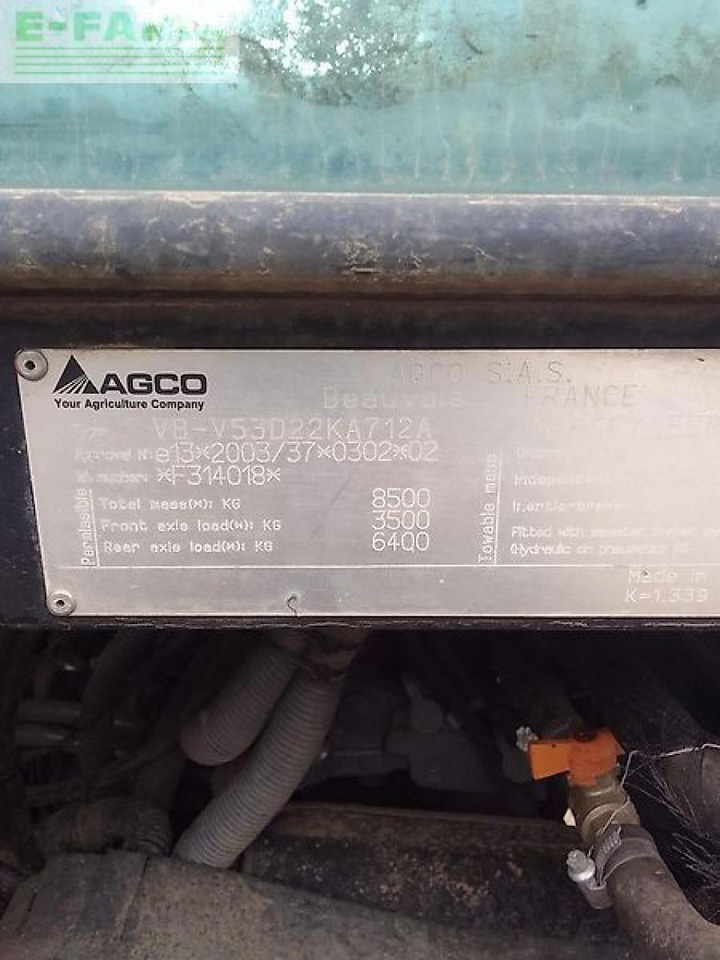 E-FA
AGCO
Your Agriculture Company
AGCO S.A.S.
Beauvais FRANCE
VB-V53D22KA712A
e13*2003/37*0302*02
*F314018*
Permissible
Total mass(*): KG 8500
Front axle load(*): KG 3500
Rear axle load(*): KG 6400
Towable mass
Independent
Inertia-brake
Fitted with
(Hydraulic or pneumatic)
Made in
K=1.339